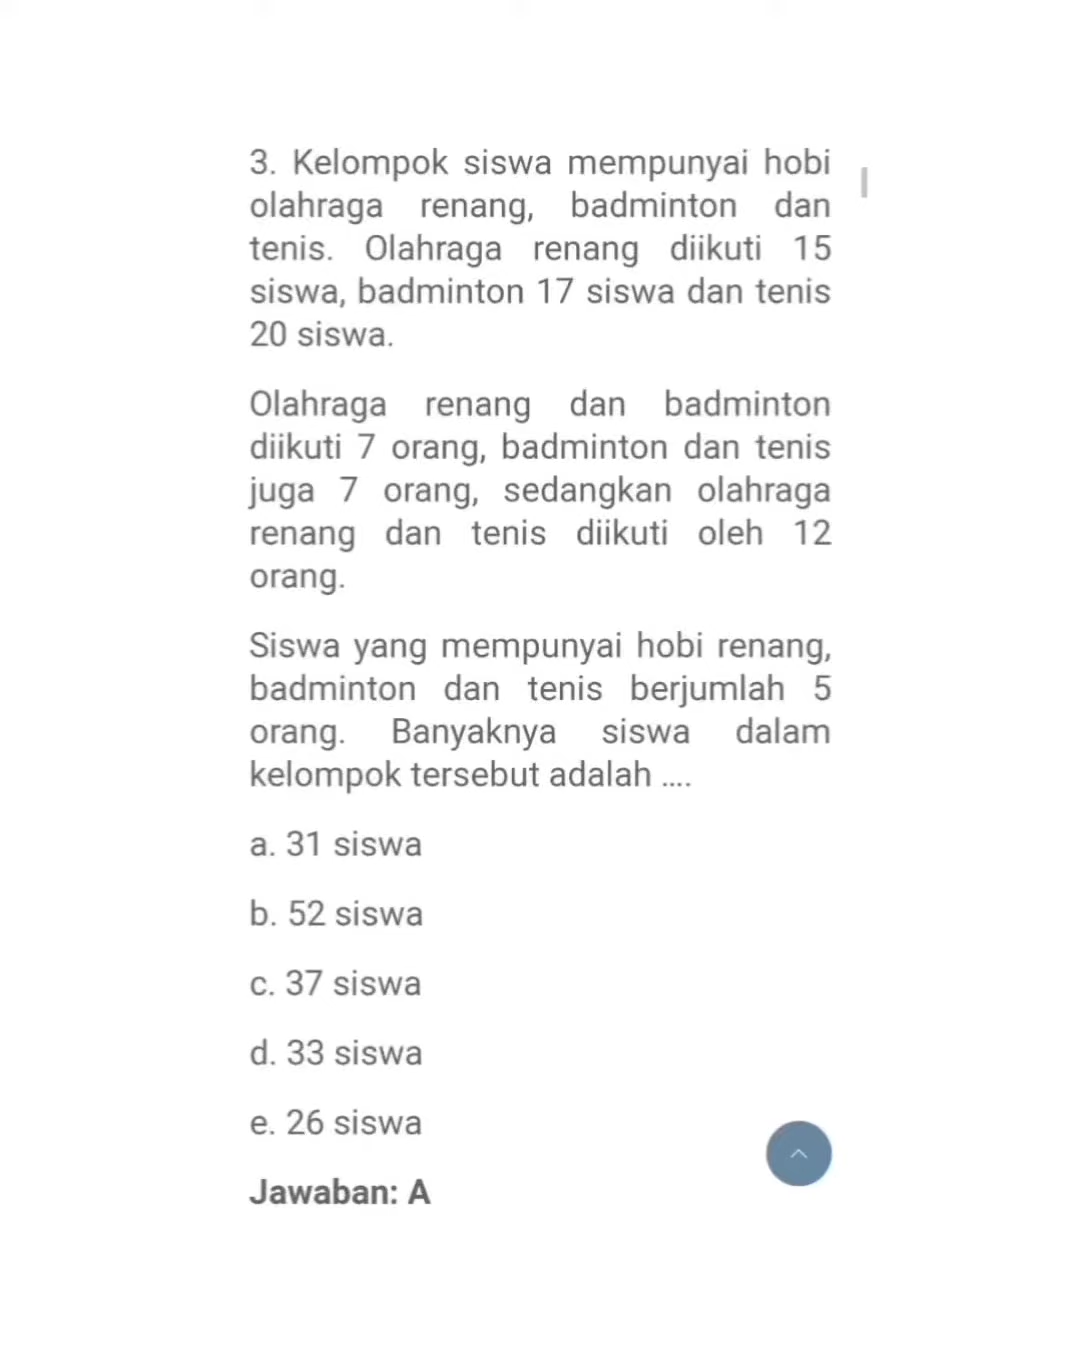 3. Kelompok siswa mempunyai hobi
olahraga renang, badminton dan
tenis. Olahraga renang diikuti 15
siswa, badminton 17 siswa dan tenis
20 siswa.
Olahraga renang dan badminton
diikuti 7 orang, badminton dan tenis
juga 7 orang, sedangkan olahraga
renang dan tenis diikuti oleh 12
orang.
Siswa yang mempunyai hobi renang,
badminton dan tenis berjumlah 5
orang. Banyaknya siswa dalam
kelompok tersebut adalah ....
a. 31 siswa
b. 52 siswa
c. 37 siswa
d. 33 siswa
e. 26 siswa
Jawaban: A